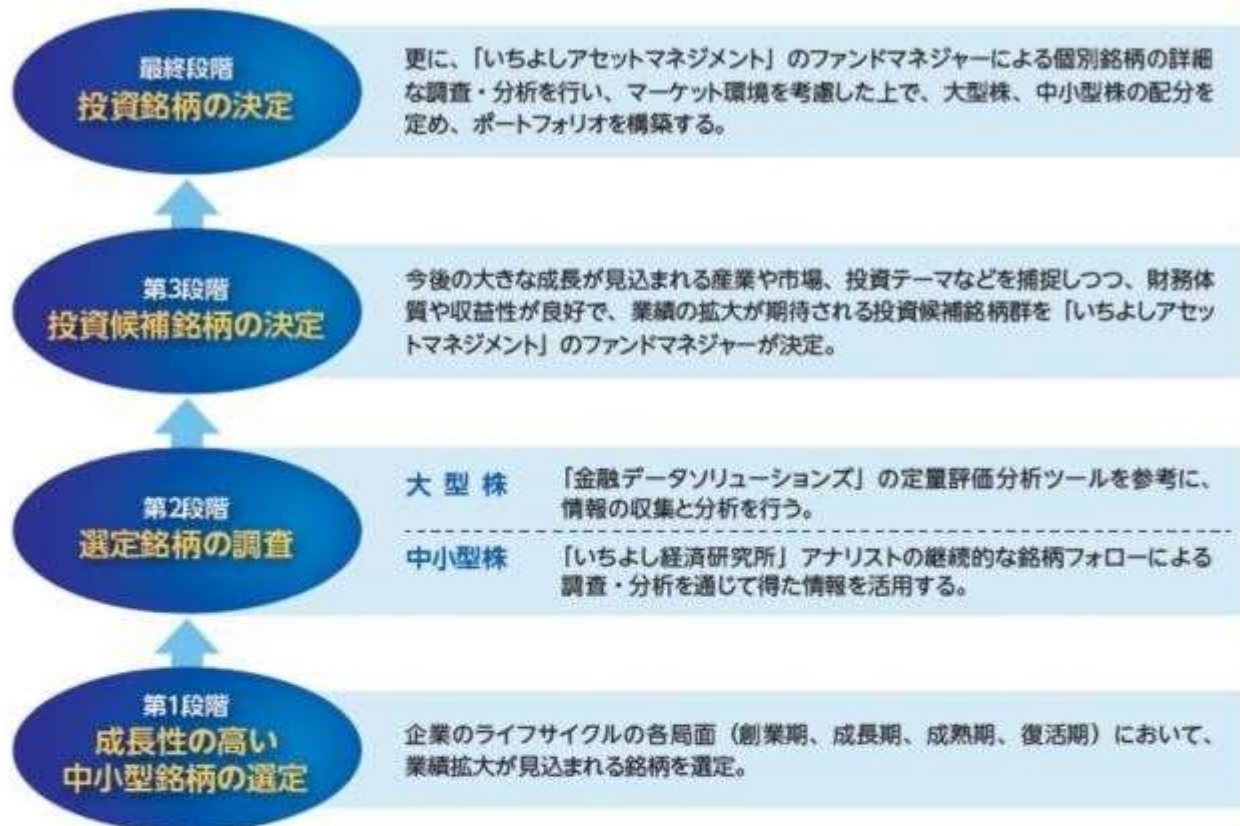 最終段階
投資銘柄の決定
更に、「いちよしアセットマネジメント」のファンドマネジャーによる個別銘柄の詳細
な調査・分析を行い、マーケット環境を考慮した上で、大型株、中小型株の配分を
定め、ポートフォリオを構築する。
第3段階
投資候補銘柄の決定
今後の大きな成長が見込まれる産業や市場、投資テーマなどを捕捉しつつ、財務体
質や収益性が良好で、業績の拡大が期待される投資候補銘柄群を「いちよしアセッ
トマネジメント」のファンドマネジャーが決定。
第2段階
選定銘柄の調査
大型株 「金融データソリューションズ」の定量評価分析ツールを参考に、
情報の収集と分析を行う。
中小型株 「いちよし経済研究所」アナリストの継続的な銘柄フォローによる
調査・分析を通じて得た情報を活用する。
第1段階
成長性の高い
中小型銘柄の選定
企業のライフサイクルの各局面（創業期、成長期、成熟期、復活期）において、
業績拡大が見込まれる銘柄を選定。